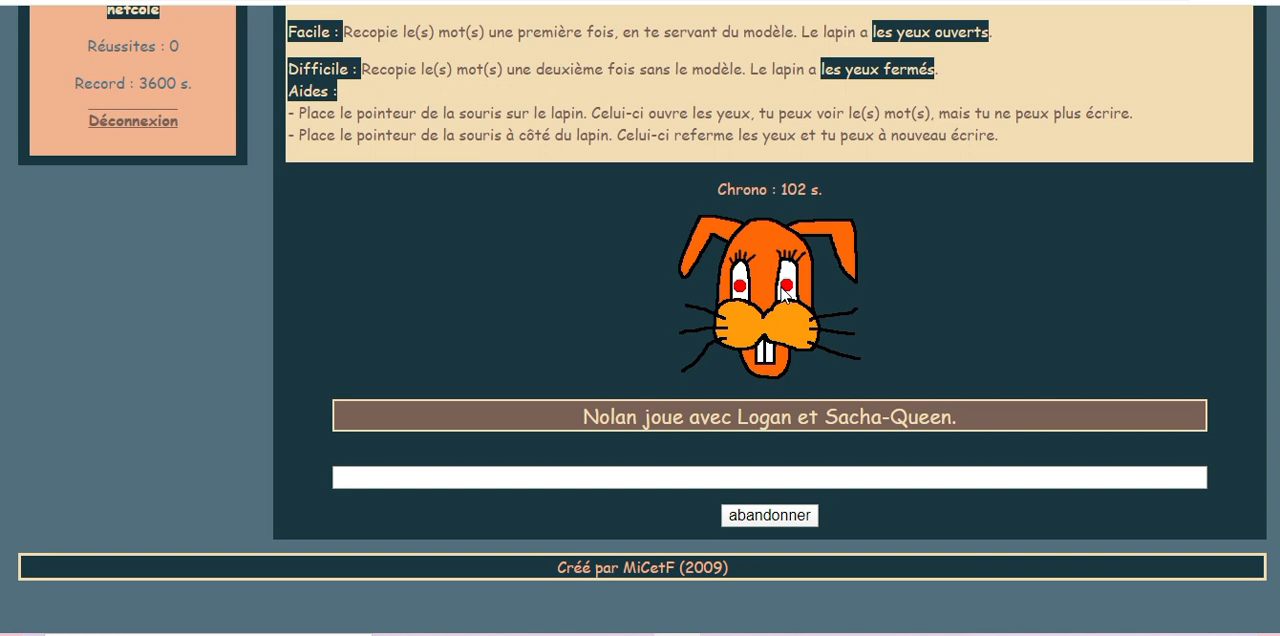 netcole
Réussites : 0
Record : 3600 s.
Déconnexion
Facile : Recopie le(s) mot(s) une première fois, en te servant du modèle. Le lapin a les yeux ouverts.
Difficile : Recopie le(s) mot(s) une deuxième fois sans le modèle. Le lapin a les yeux fermés.
Aides :
- Place le pointeur de la souris sur le lapin. Celui-ci ouvre les yeux, tu peux voir le(s) mot(s), mais tu ne peux plus écrire.
- Place le pointeur de la souris à côté du lapin. Celui-ci referme les yeux et tu peux à nouveau écrire.
Chrono : 102 s.
Nolan joue avec Logan et Sacha-Queen.
abandonner
Créé par MiCetF (2009)